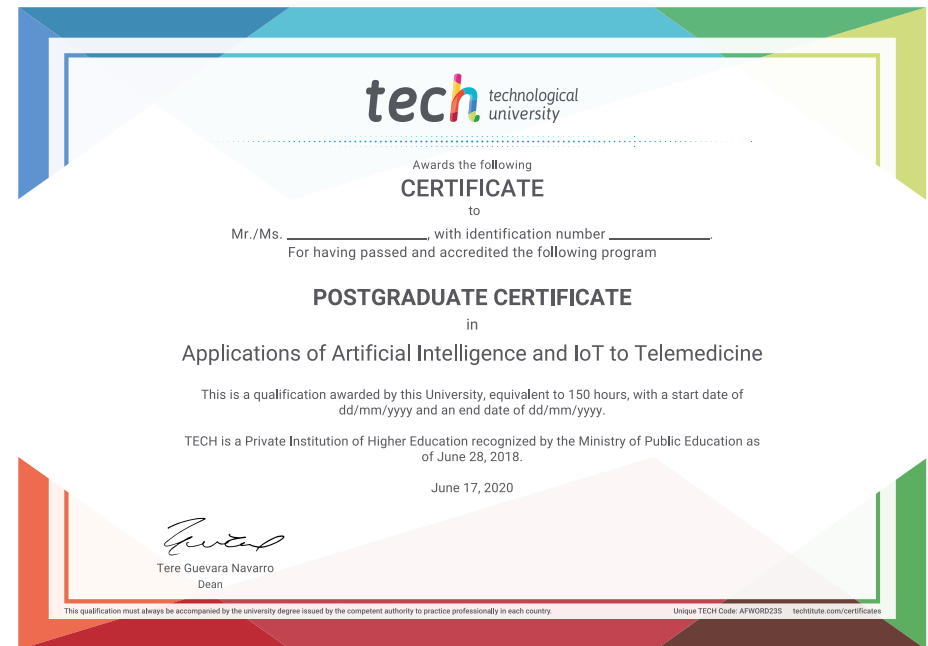 tech technological
university
Awards the following
CERTIFICATE
to
Mr./Ms. ____________________, with identification number ______________.
For having passed and accredited the following program
POSTGRADUATE CERTIFICATE
in
Applications of Artificial Intelligence and IoT to Telemedicine
This is a qualification awarded by this University, equivalent to 150 hours, with a start date of
dd/mm/yyyy and an end date of dd/mm/yyyy.
TECH is a Private Institution of Higher Education recognized by the Ministry of Public Education as
of June 28, 2018.
June 17, 2020
Tere Guevara Navarro
Dean
This qualification must always be accompanied by the university degree issued by the competent authority to practice professionally in each country. Unique TECH Code: AFWORD23S techtitute.com/certificates